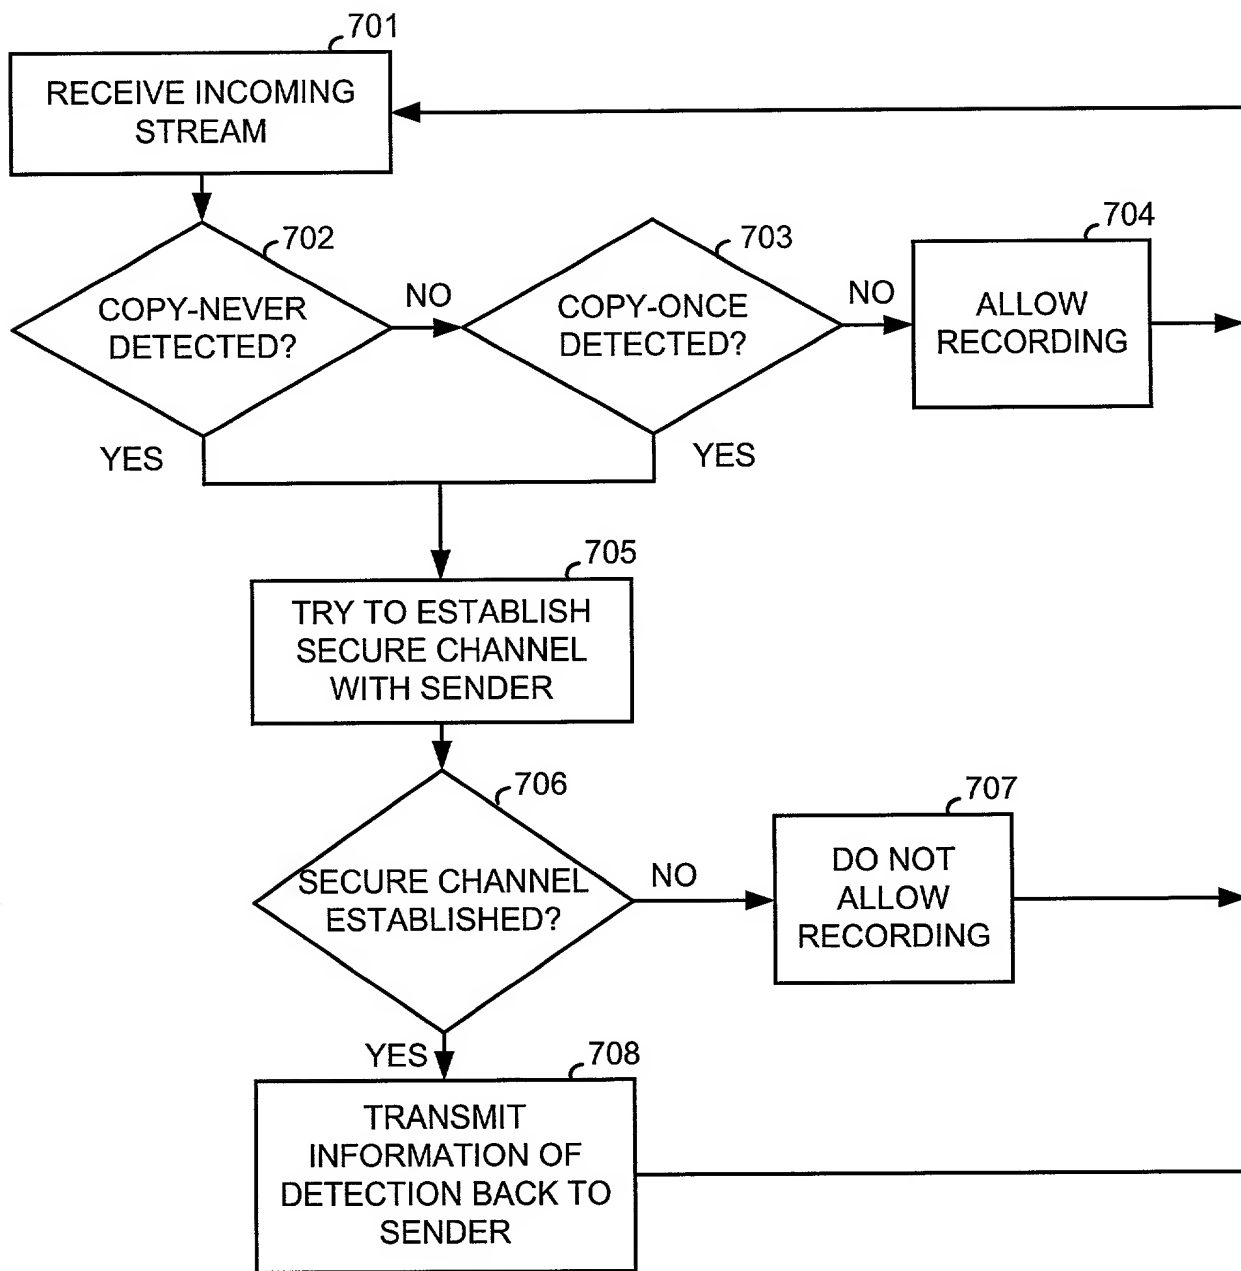 701
RECEIVE INCOMING
STREAM
702
COPY-NEVER
DETECTED?
NO
YES
703
COPY-ONCE
DETECTED?
NO
YES
704
ALLOW
RECORDING
705
TRY TO ESTABLISH
SECURE CHANNEL
WITH SENDER
706
SECURE CHANNEL
ESTABLISHED?
NO
YES
707
DO NOT
ALLOW
RECORDING
708
TRANSMIT
INFORMATION OF
DETECTION BACK TO
SENDER